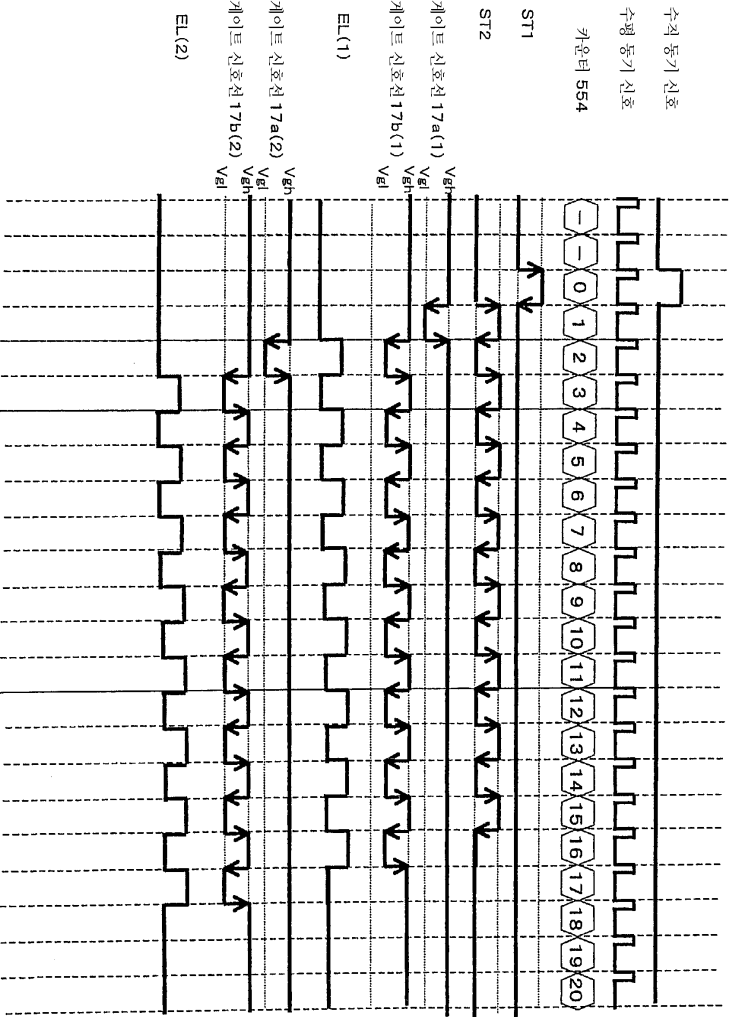 수직 동기 신호
수평 동기 신호
카운터 554
— — 0 1 2 3 4 5 6 7 8 9 10 11 12 13 14 15 16 17 18 19 20
ST1
ST2
게이트 신호선 17a(1)
Vgh
Vgl
게이트 신호선 17b(1)
Vgh
Vgl
EL(1)
게이트 신호선 17a(2)
Vgh
Vgl
게이트 신호선 17b(2)
Vgh
Vgl
EL(2)